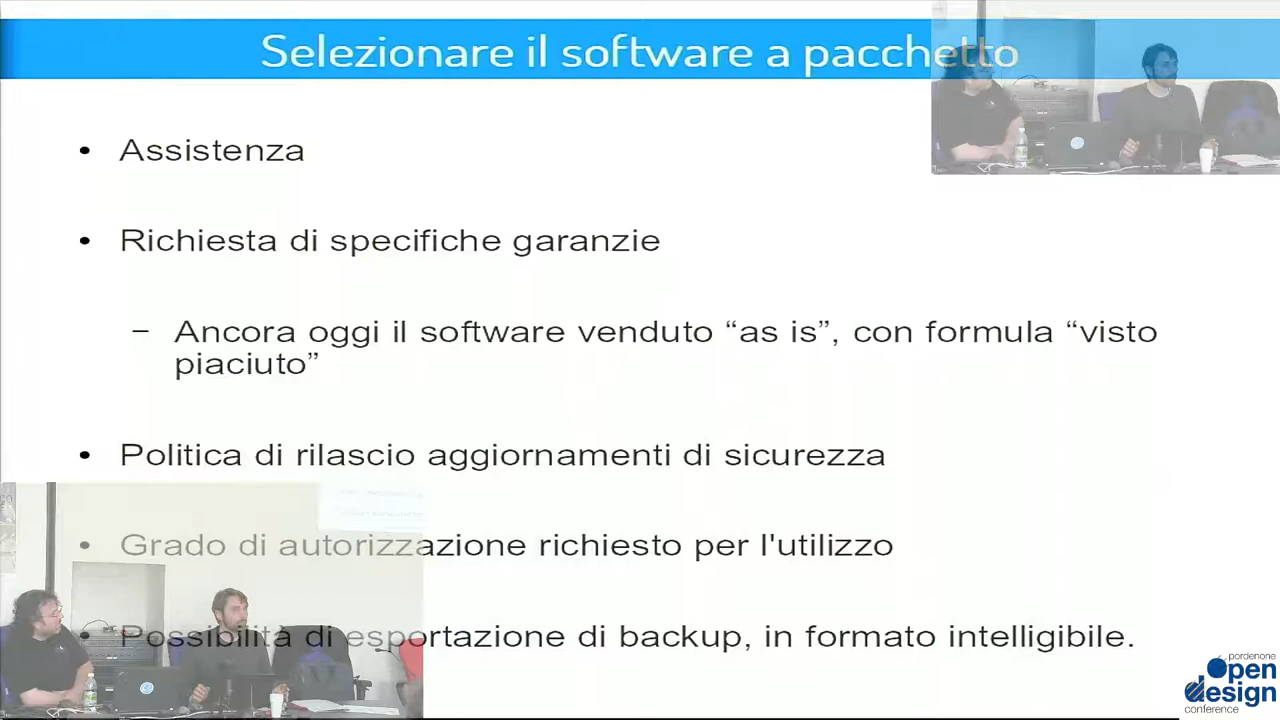 Selezionare il software a pacchetto
• Assistenza
• Richiesta di specifiche garanzie
– Ancora oggi il software venduto “as is”, con formula “visto
piaciuto”
• Politica di rilascio aggiornamenti di sicurezza
• Grado di autorizzazione richiesto per l'utilizzo
• Possibilità di esportazione di backup, in formato intelligibile.
pordenone
open
design
conference